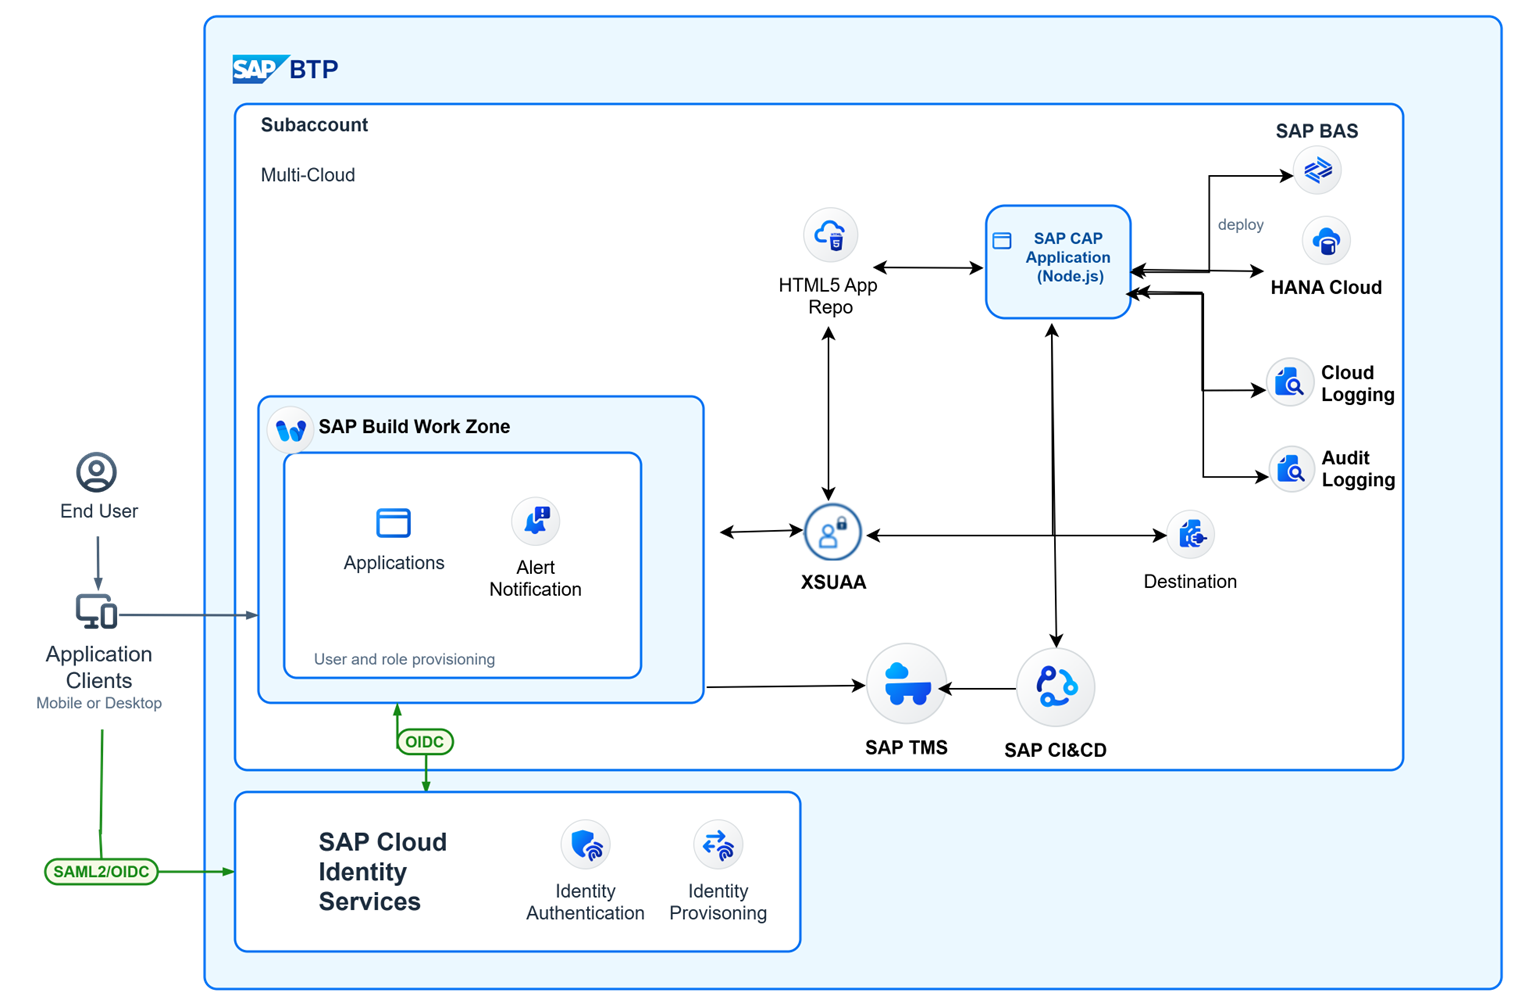 SAP BTP
Subaccount
Multi-Cloud
SAP BAS
deploy
HANA Cloud
SAP CAP
Application
(Node.js)
HTML5 App
Repo
Cloud
Logging
Audit
Logging
SAP Build Work Zone
Applications
Alert
Notification
User and role provisioning
End User
Application
Clients
Mobile or Desktop
XSUAA
Destination
SAP TMS
SAP CI&CD
OIDC
SAML2/OIDC
SAP Cloud
Identity
Services
Identity
Authentication
Identity
Provisoning